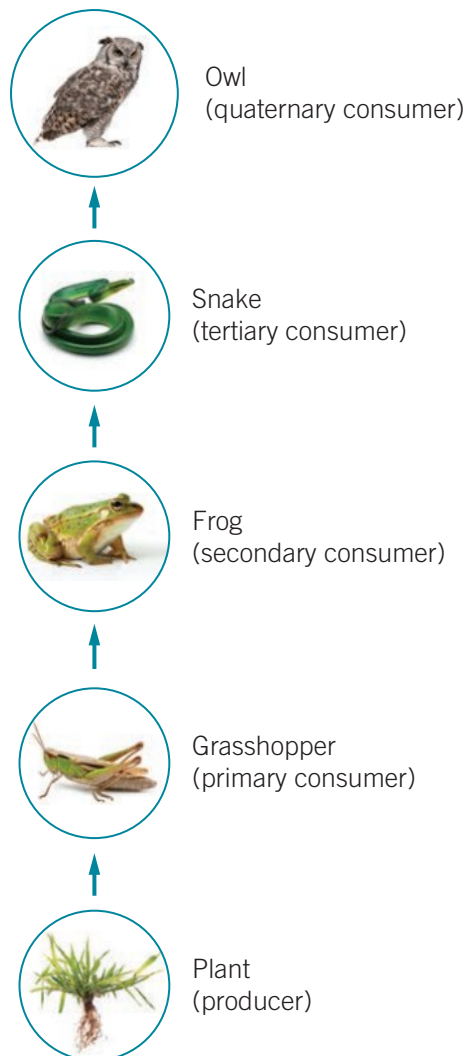 Owl
(quaternary consumer)
Snake
(tertiary consumer)
Frog
(secondary consumer)
Grasshopper
(primary consumer)
Plant
(producer)